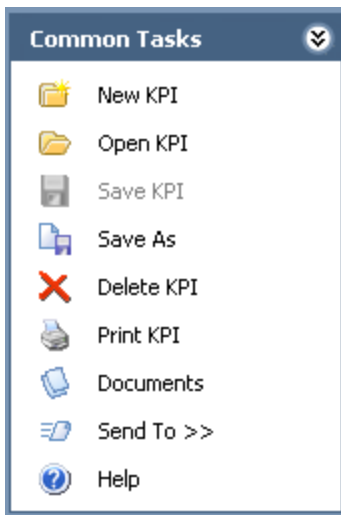 Common Tasks
New KPI
Open KPI
Save KPI
Save As
Delete KPI
Print KPI
Documents
Send To >>
Help